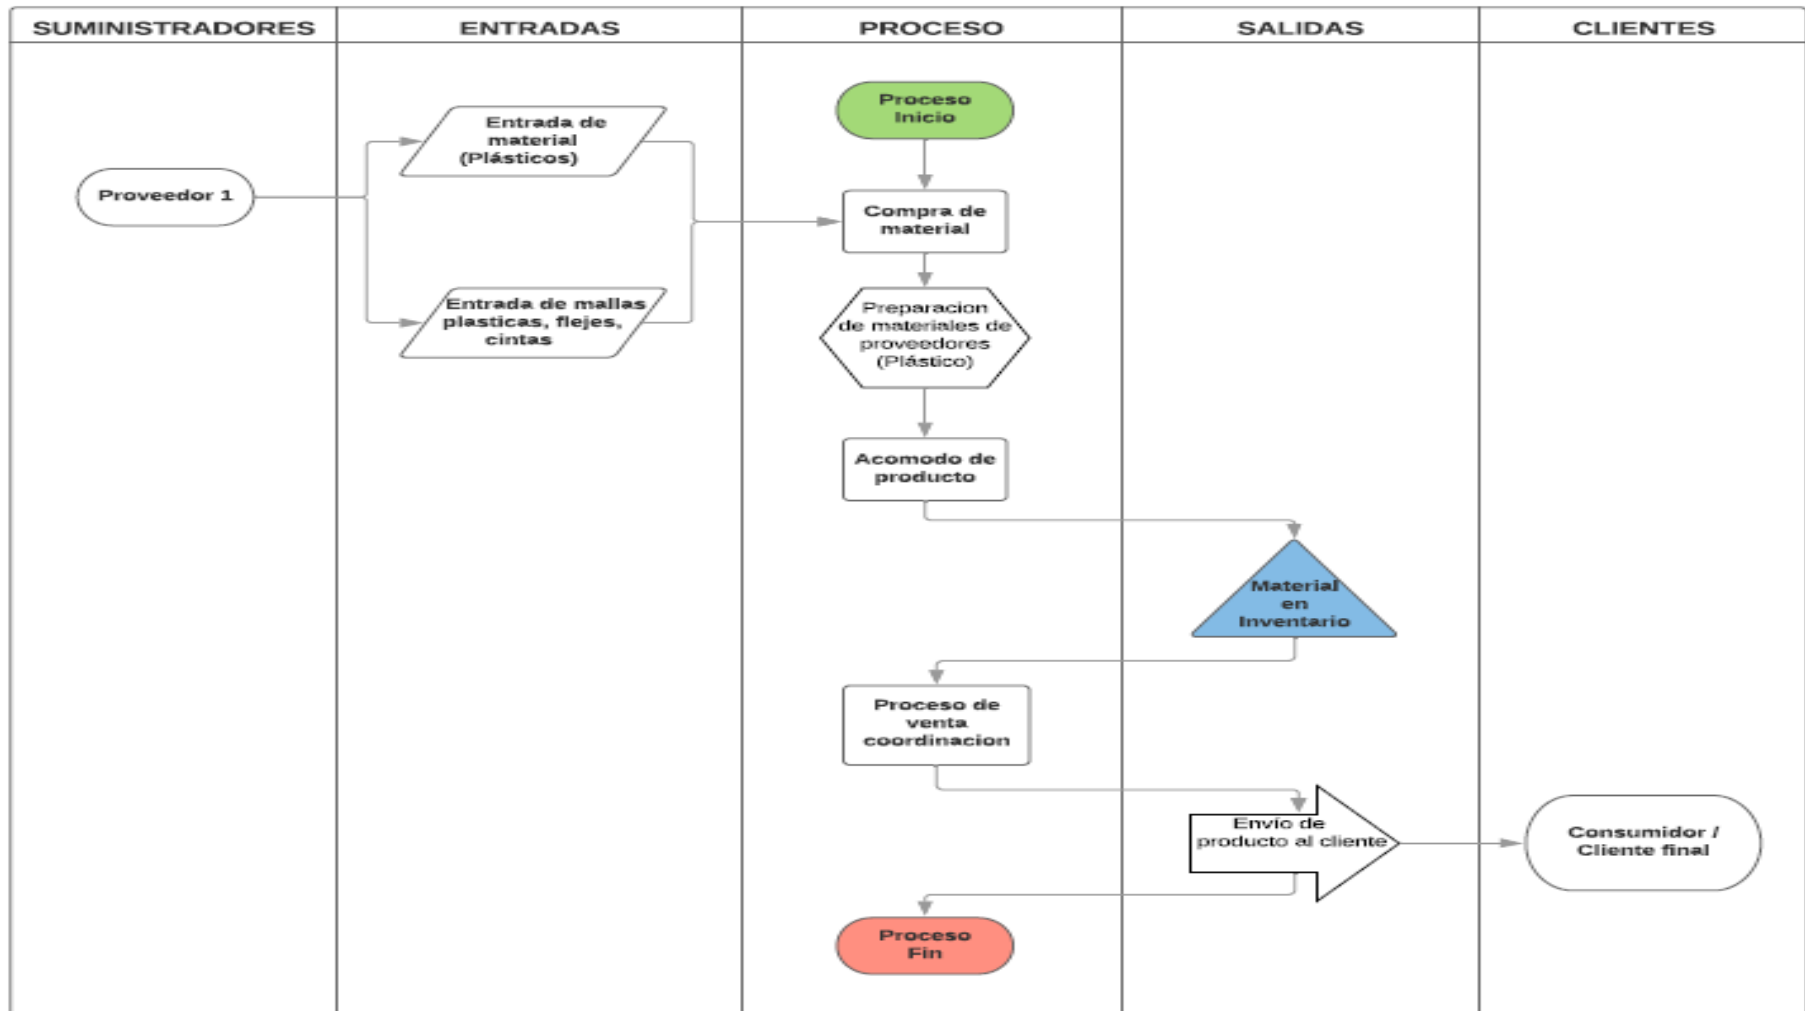 SUMINISTRADORES
ENTRADAS
PROCESO
SALIDAS
CLIENTES
Proveedor 1
Entrada de
material
(Plásticos)
Entrada de mallas
plasticas, flejes,
cintas
Proceso
Inicio
Compra de
material
Preparacion
de materiales de
proveedores
(Plástico)
Acomodo de
producto
Material
en
Inventario
Proceso de
venta
coordinacion
Envío de
producto al cliente
Consumidor /
Cliente final
Proceso
Fin